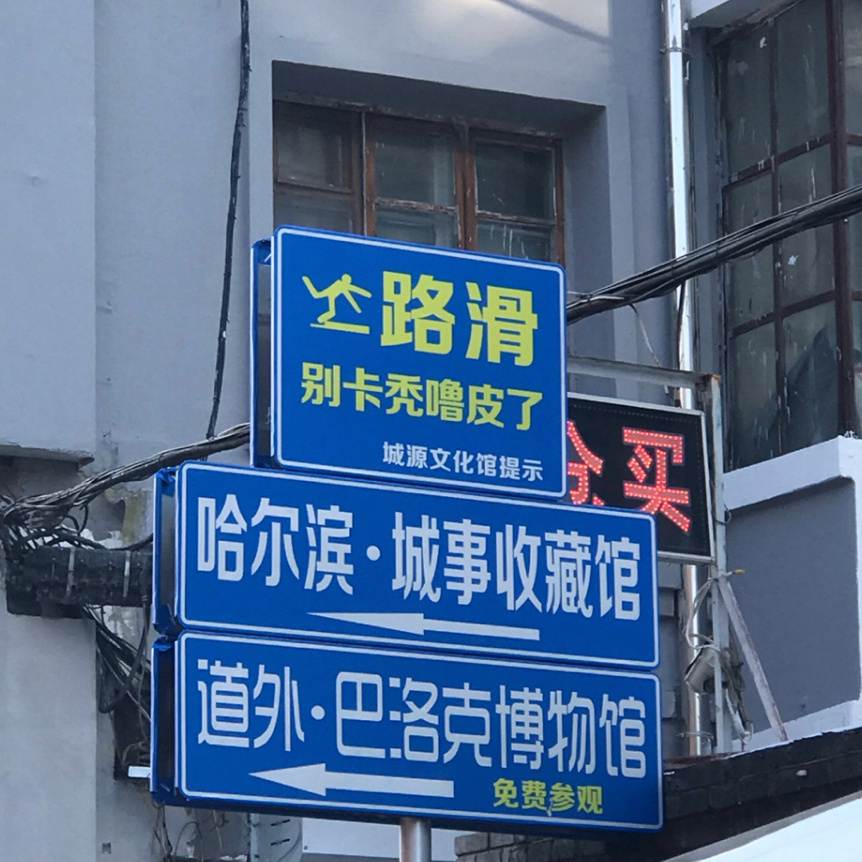 路滑
别卡秃噜皮了
城源文化馆提示
买
哈尔滨·城事收藏馆
道外·巴洛克博物馆
免费参观